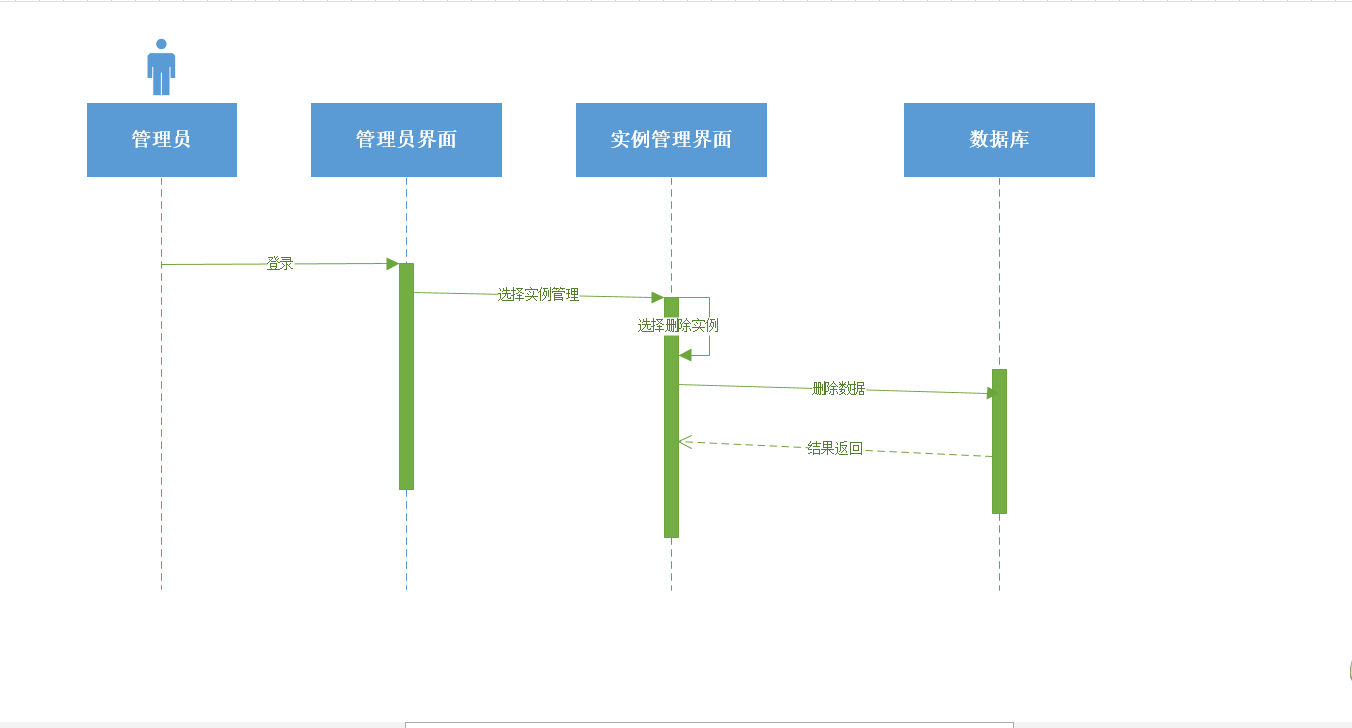 管理员
管理员界面
实例管理界面
数据库
登录
选择实例管理
选择删除实例
删除数据
结果返回